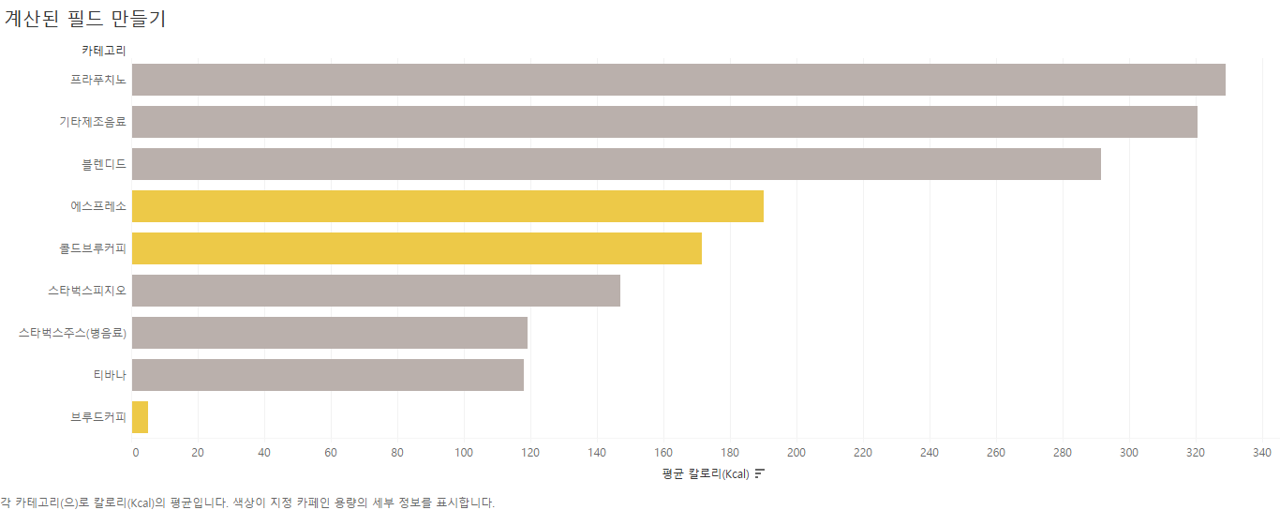 계산된 필드 만들기
카테고리
프라푸치노
기타제조음료
블렌디드
에스프레소
콜드브루커피
스타벅스피지오
스타벅스주스(병음료)
티바나
브루드커피
0 20 40 60 80 100 120 140 160 180 200 220 240 260 280 300 320 340
평균 칼로리(Kcal)
각 카테고리(으)로 칼로리(Kcal)의 평균입니다. 색상이 지정 카페인 용량의 세부 정보를 표시합니다.